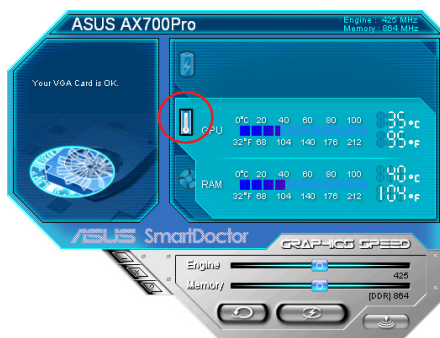 ASUS AX700Pro
Engine : 425 MHz
Memory : 864 MHz
Your VGA Card is OK.
GPU
0°C 20 40 60 80 100
32°F 68 104 140 176 212
35 °C
95 °F
RAM
0°C 20 40 60 80 100
32°F 68 104 140 176 212
40 °C
104 °F
ASUS SmartDoctor
GRAPHICS SPEED
Engine
425
Memory
[DDR] 864